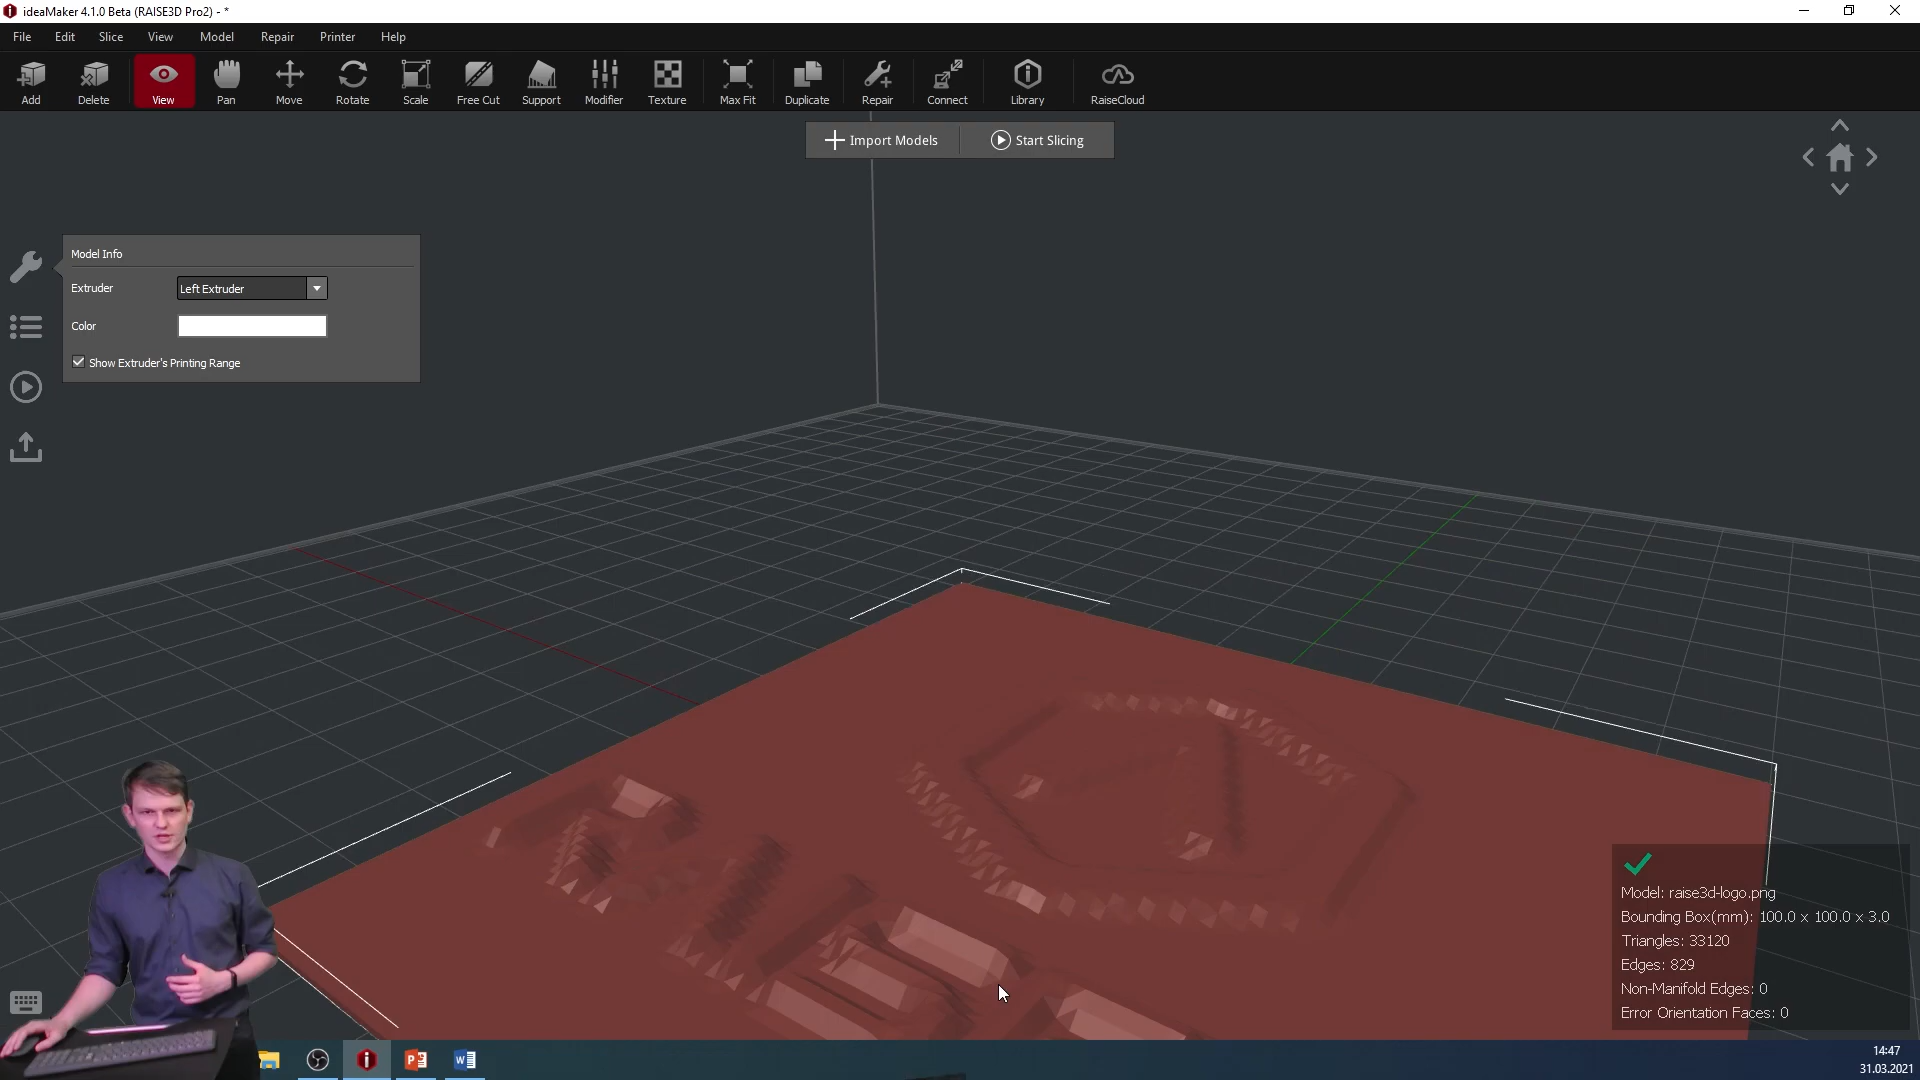 ideaMaker 4.1.0 Beta (RAISE3D Pro2) - *
File Edit Slice View Model Repair Printer Help
Add Delete View Pan Move Rotate Scale Free Cut Support Modifier Texture Max Fit Duplicate Repair Connect Library RaiseCloud
Import Models Start Slicing
Model Info
Extruder Left Extruder
Color
Show Extruder's Printing Range
Model: raise3d-logo.png
Bounding Box(mm): 100.0 x 100.0 x 3.0
Triangles: 33120
Edges: 829
Non-Manifold Edges: 0
Error Orientation Faces: 0
14:47
31.03.2021